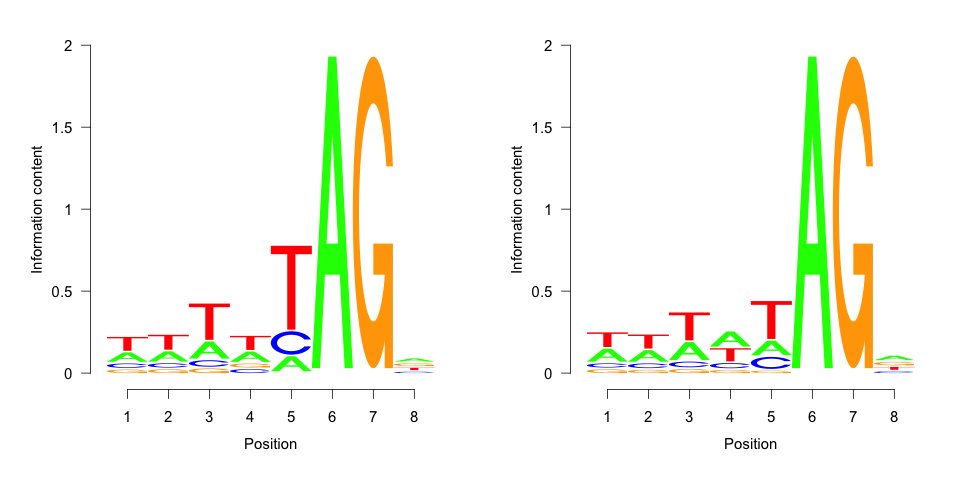 2
1.5
1
0.5
0
Information content
T T T T T A G A
A A A A C G
C C C G A T
G G G C C
1 2 3 4 5 6 7 8
Position
2
1.5
1
0.5
0
Information content
T T T A T A G A
A A A T A G
C C C C C T
G G G G C
1 2 3 4 5 6 7 8
Position